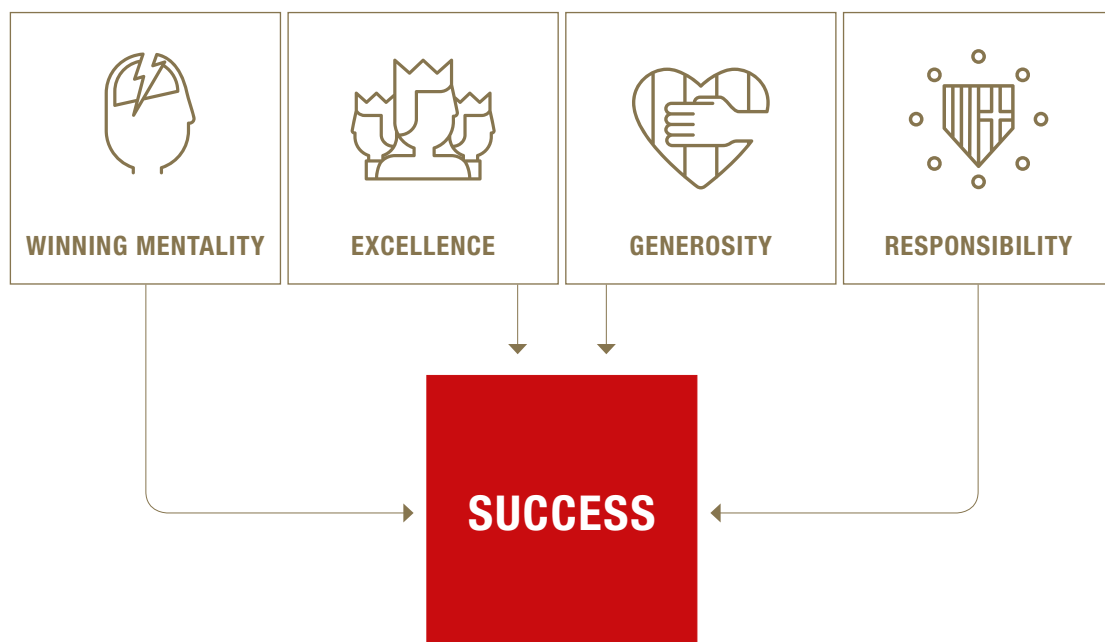 WINNING MENTALITY
EXCELLENCE
GENEROSITY
RESPONSIBILITY
SUCCESS